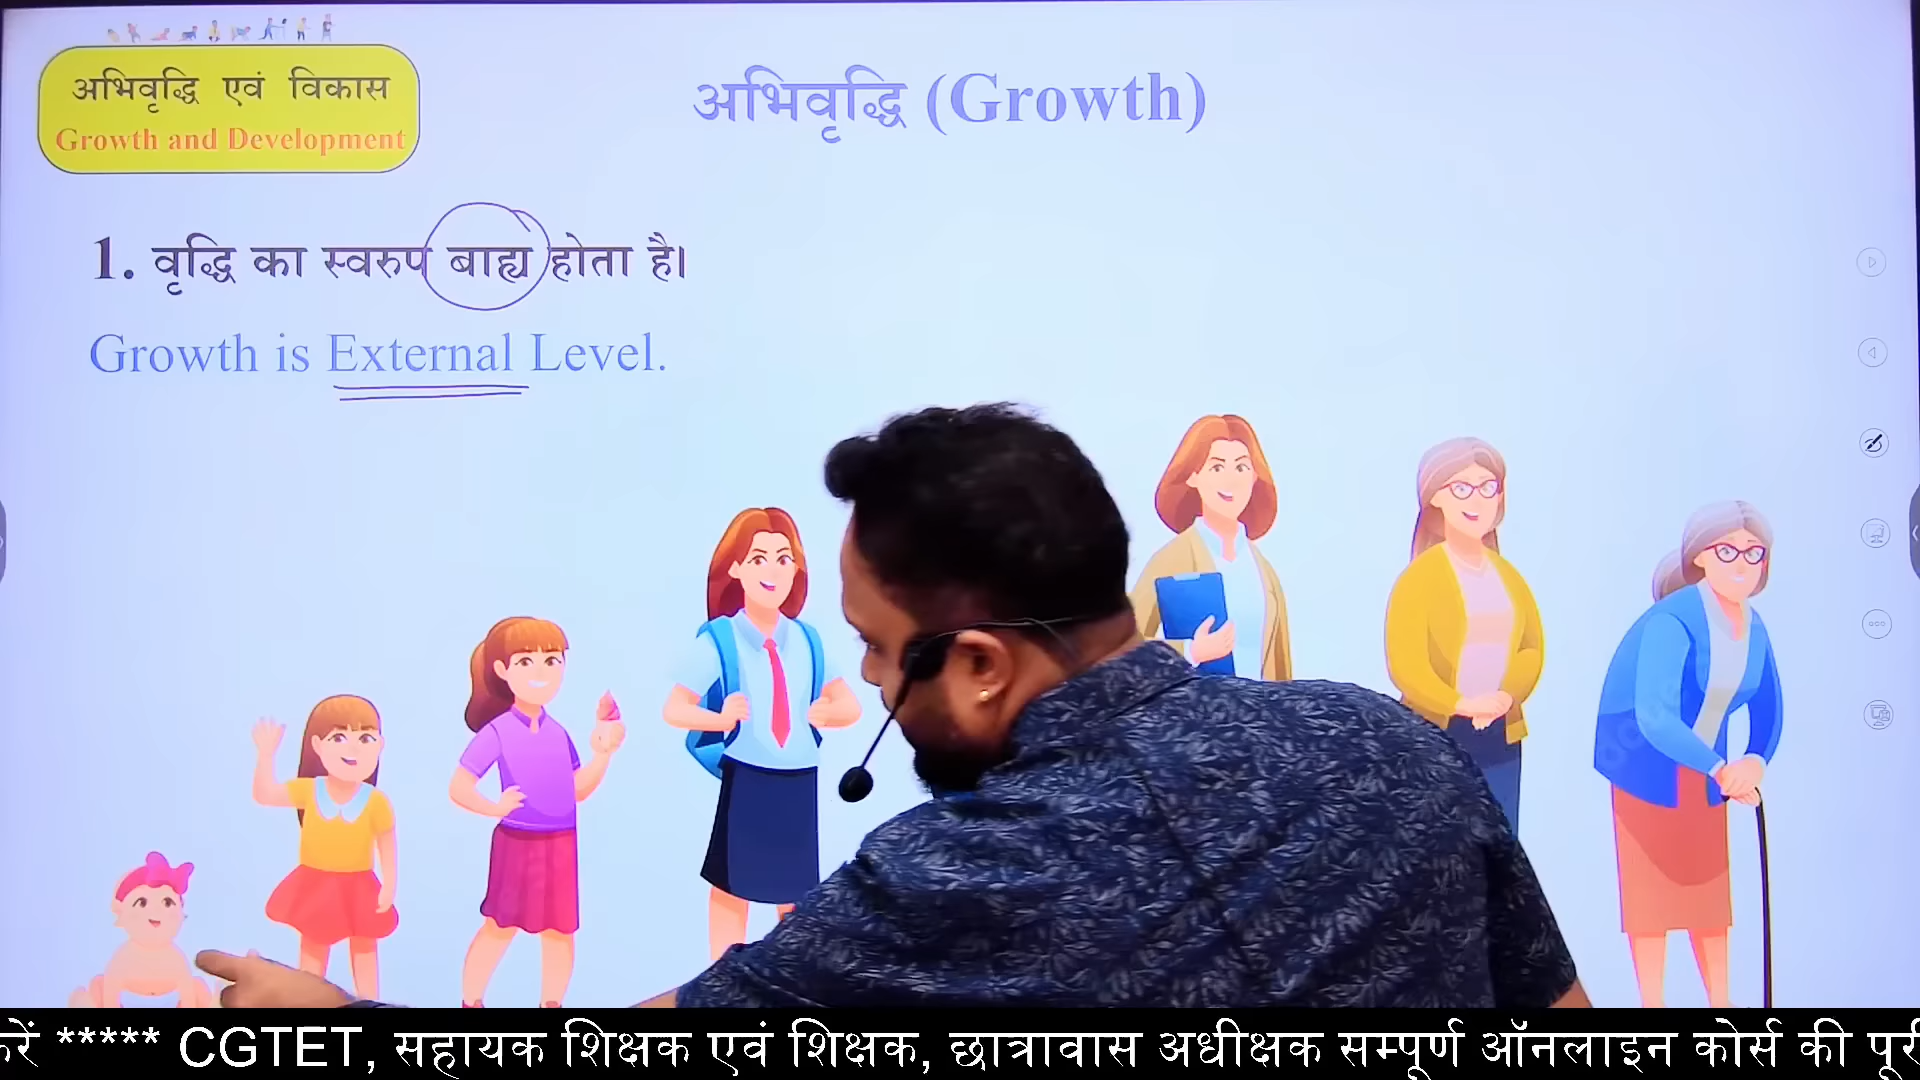 अभिवृद्धि एवं विकास
Growth and Development
अभिवृद्धि (Growth)
1. वृद्धि का स्वरुप बाह्य होता है।
Growth is External Level.
***** CGTET, सहायक शिक्षक एवं शिक्षक, छात्रावास अधीक्षक सम्पूर्ण ऑनलाइन कोर्स की